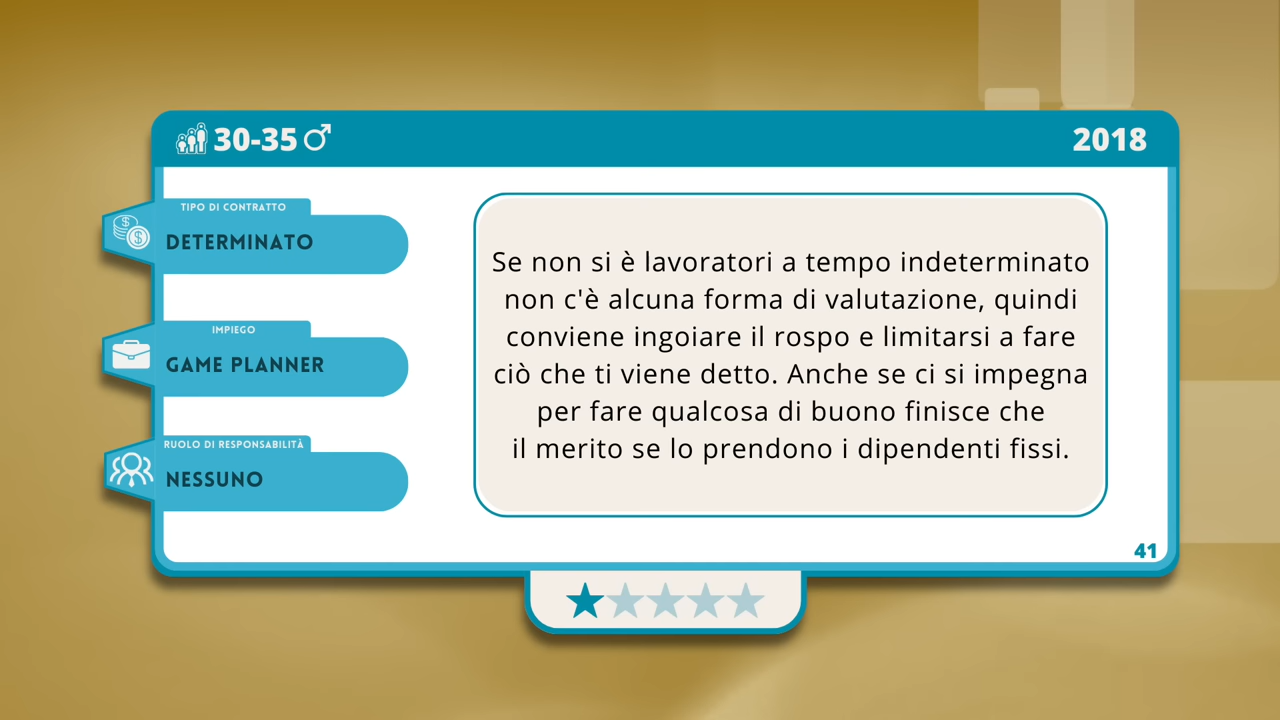 30-35♂
2018
TIPO DI CONTRATTO
DETERMINATO
IMPIEGO
GAME PLANNER
RUOLO DI RESPONSABILITÀ
NESSUNO
Se non si è lavoratori a tempo indeterminato
non c'è alcuna forma di valutazione, quindi
conviene ingoiare il rospo e limitarsi a fare
ciò che ti viene detto. Anche se ci si impegna
per fare qualcosa di buono finisce che
il merito se lo prendono i dipendenti fissi.
41